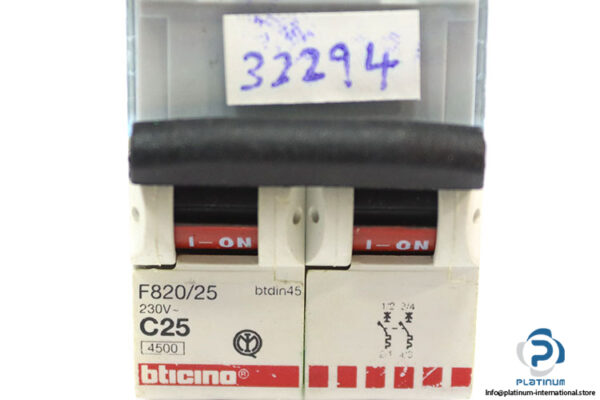 32294
I-ON I-ON
F820/25 btdin45
230V~
C25
4500
bticino®
1/2 3/4
2/1 4/3
PLATINUM
Info@platinum-international.store